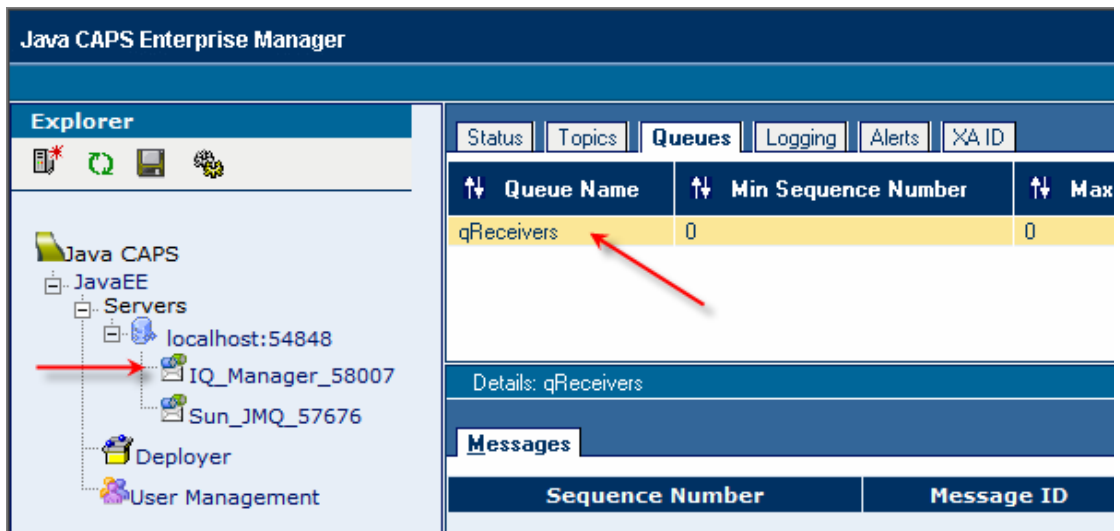 Java CAPS Enterprise Manager
Explorer
Java CAPS
JavaEE
Servers
localhost:54848
IQ_Manager_58007
Sun_JMQ_57676
Deployer
User Management
Status Topics Queues Logging Alerts XA ID
Queue Name Min Sequence Number Max
qReceivers 0 0
Details: qReceivers
Messages
Sequence Number Message ID